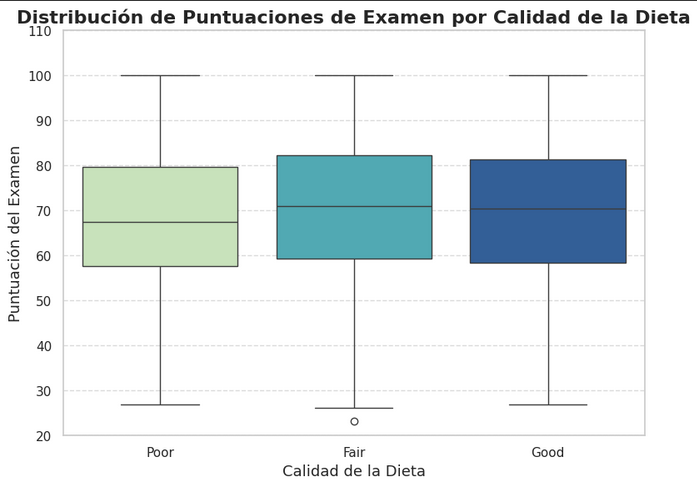 Distribución de Puntuaciones de Examen por Calidad de la Dieta
110
100
90
80
70
60
50
40
30
20
Puntuación del Examen
Poor
Fair
Good
Calidad de la Dieta